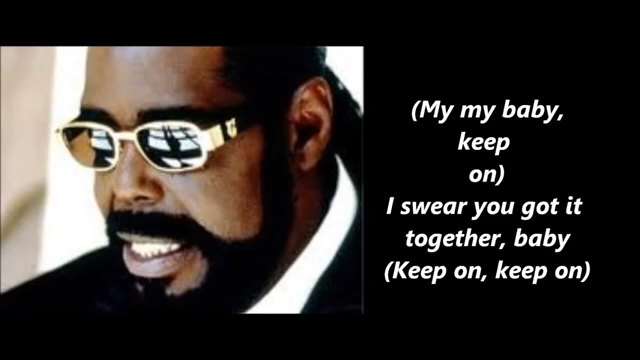 (My my baby,
keep
on)
I swear you got it
together, baby
(Keep on, keep on)